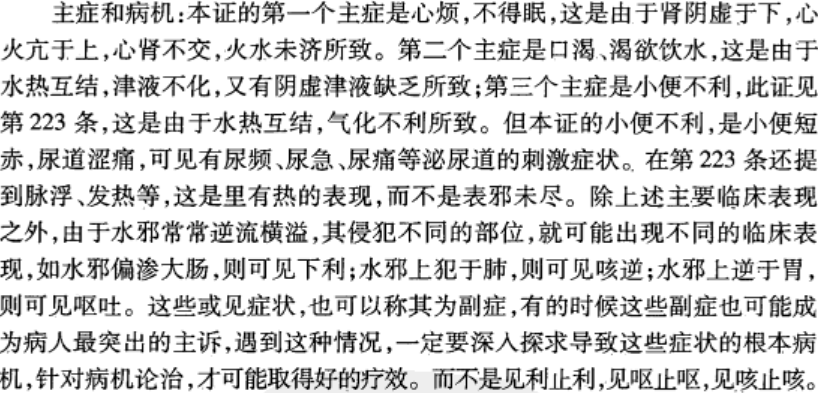 主症和病机:本证的第一个主症是心烦,不得眠,这是由于肾阴虚于下,心
火亢于上,心肾不交,火水未济所致。第二个主症是口渴、渴欲饮水,这是由于
水热互结,津液不化,又有阴虚津液缺乏所致;第三个主症是小便不利,此证见
第 223 条,这是由于水热互结,气化不利所致。但本证的小便不利,是小便短
赤,尿道涩痛,可见有尿频、尿急、尿痛等泌尿道的刺激症状。在第 223 条还提
到脉浮、发热等,这是里有热的表现,而不是表邪未尽。除上述主要临床表现
之外,由于水邪常常逆流横溢,其侵犯不同的部位,就可能出现不同的临床表
现,如水邪偏渗大肠,则可见下利;水邪上犯于肺,则可见咳逆;水邪上逆于胃,
则可见呕吐。这些或见症状,也可以称其为副症,有的时候这些副症也可能成
为病人最突出的主诉,遇到这种情况,一定要深入探求导致这些症状的根本病
机,针对病机论治,才可能取得好的疗效。而不是见利止利,见呕止呕,见咳止咳。